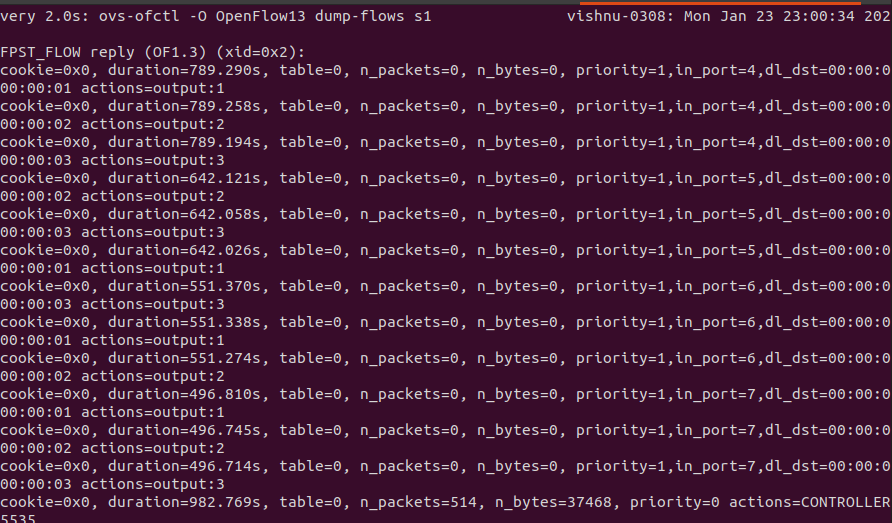 very 2.0s: ovs-ofctl -O OpenFlow13 dump-flows s1 vishnu-0308: Mon Jan 23 23:00:34 202
FPST_FLOW reply (OF1.3) (xid=0x2):
cookie=0x0, duration=789.290s, table=0, n_packets=0, n_bytes=0, priority=1,in_port=4,dl_dst=00:00:0
00:00:01 actions=output:1
cookie=0x0, duration=789.258s, table=0, n_packets=0, n_bytes=0, priority=1,in_port=4,dl_dst=00:00:0
00:00:02 actions=output:2
cookie=0x0, duration=789.194s, table=0, n_packets=0, n_bytes=0, priority=1,in_port=4,dl_dst=00:00:0
00:00:03 actions=output:3
cookie=0x0, duration=642.121s, table=0, n_packets=0, n_bytes=0, priority=1,in_port=5,dl_dst=00:00:0
00:00:02 actions=output:2
cookie=0x0, duration=642.058s, table=0, n_packets=0, n_bytes=0, priority=1,in_port=5,dl_dst=00:00:0
00:00:03 actions=output:3
cookie=0x0, duration=642.026s, table=0, n_packets=0, n_bytes=0, priority=1,in_port=5,dl_dst=00:00:0
00:00:01 actions=output:1
cookie=0x0, duration=551.370s, table=0, n_packets=0, n_bytes=0, priority=1,in_port=6,dl_dst=00:00:0
00:00:03 actions=output:3
cookie=0x0, duration=551.338s, table=0, n_packets=0, n_bytes=0, priority=1,in_port=6,dl_dst=00:00:0
00:00:01 actions=output:1
cookie=0x0, duration=551.274s, table=0, n_packets=0, n_bytes=0, priority=1,in_port=6,dl_dst=00:00:0
00:00:02 actions=output:2
cookie=0x0, duration=496.810s, table=0, n_packets=0, n_bytes=0, priority=1,in_port=7,dl_dst=00:00:0
00:00:01 actions=output:1
cookie=0x0, duration=496.745s, table=0, n_packets=0, n_bytes=0, priority=1,in_port=7,dl_dst=00:00:0
00:00:02 actions=output:2
cookie=0x0, duration=496.714s, table=0, n_packets=0, n_bytes=0, priority=1,in_port=7,dl_dst=00:00:0
00:00:03 actions=output:3
cookie=0x0, duration=982.769s, table=0, n_packets=514, n_bytes=37468, priority=0 actions=CONTROLLER
5535